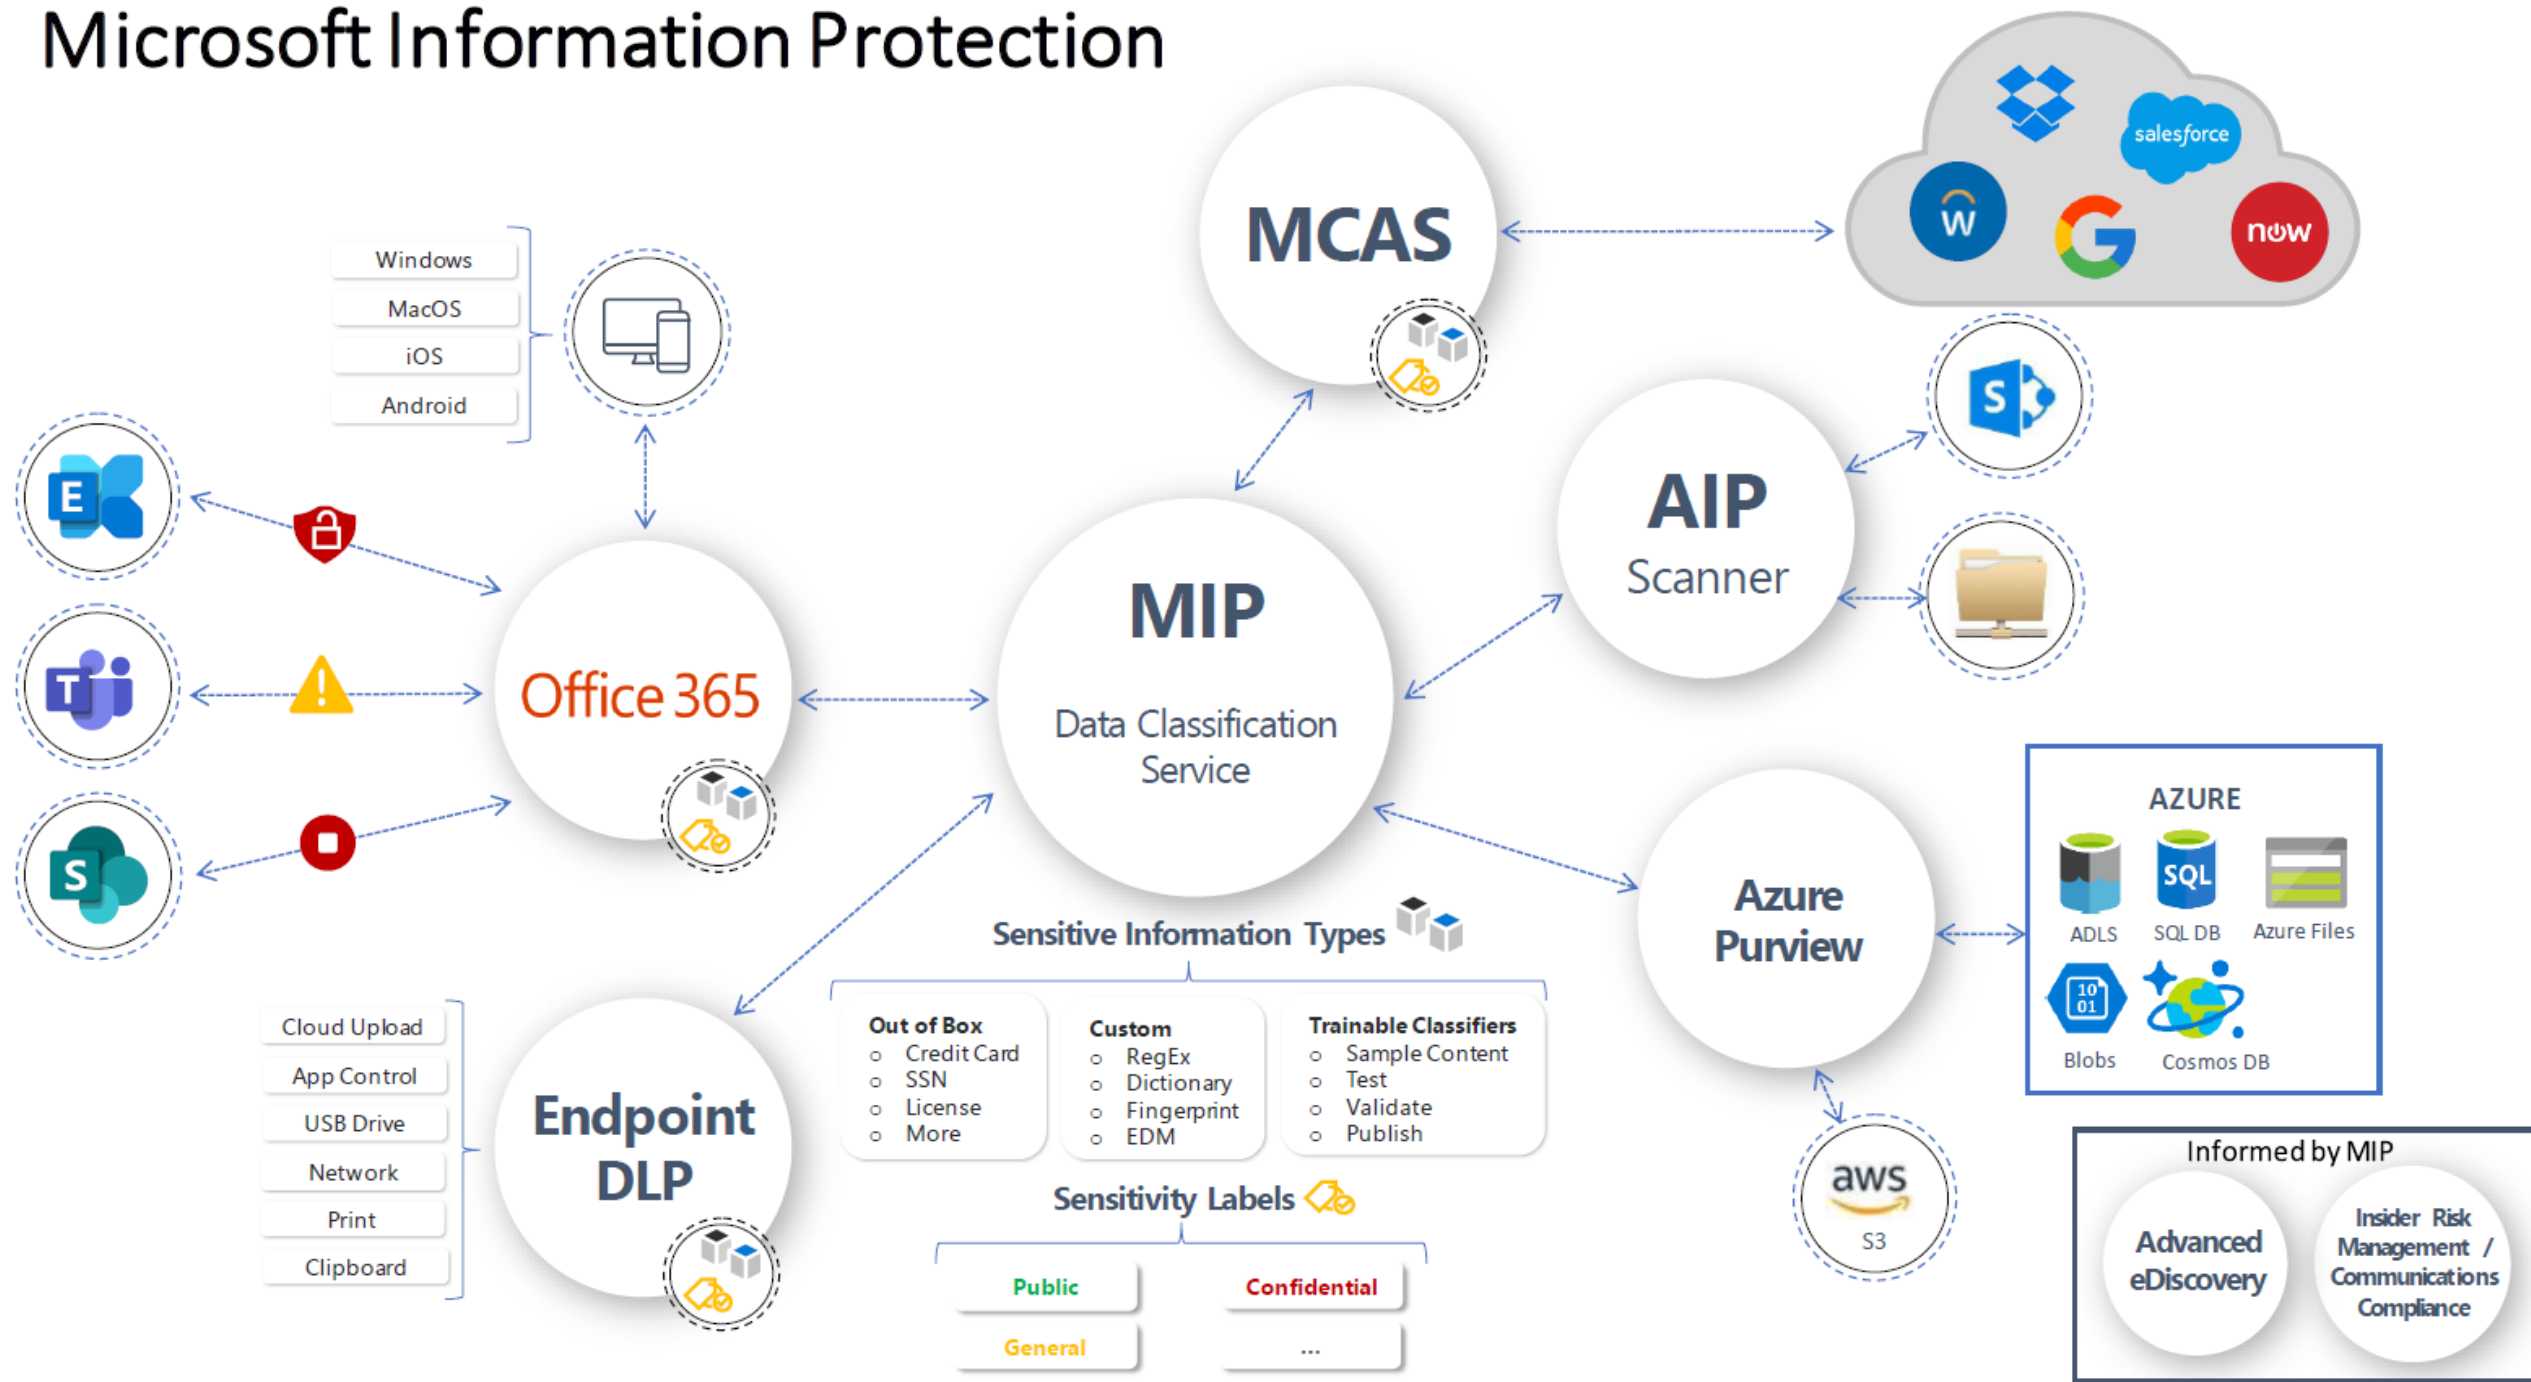 Microsoft Information Protection
salesforce
W
now
MCAS
Windows
MacOS
iOS
Android
S
E
AIP
Scanner
MIP
Data Classification
Service
T
Office 365
S
AZURE
SQL
ADLS
SQL DB
Azure Files
10
01
Blobs
Cosmos DB
Azure
Purview
aws
S3
Sensitive Information Types
Out of Box
Credit Card
SSN
License
More
Custom
RegEx
Dictionary
Fingerprint
EDM
Trainable Classifiers
Sample Content
Test
Validate
Publish
Cloud Upload
App Control
USB Drive
Network
Print
Clipboard
Endpoint
DLP
Sensitivity Labels
Public
Confidential
General
...
Informed by MIP
Advanced
eDiscovery
Insider Risk
Management /
Communications
Compliance